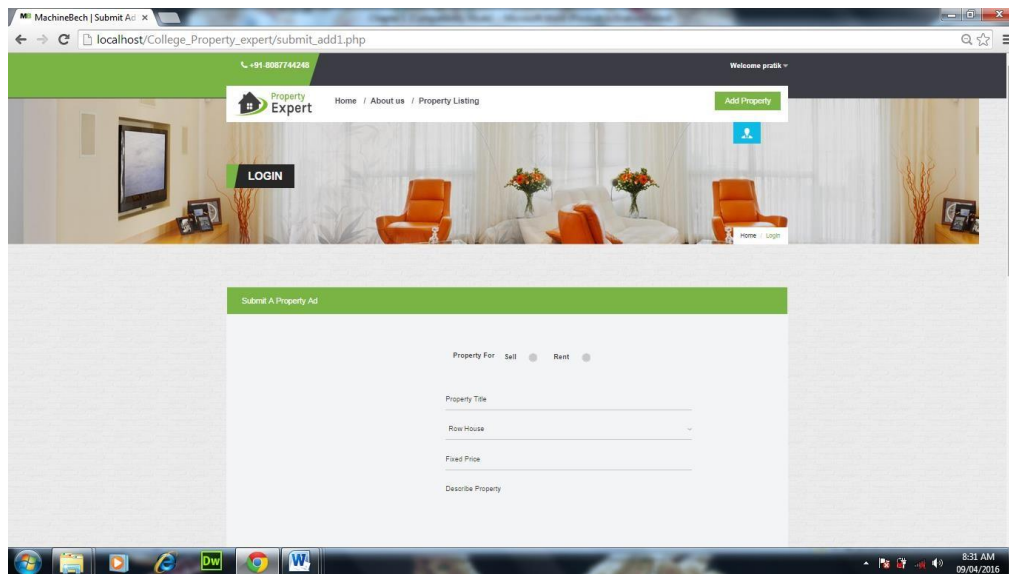 MB MachineBech | Submit Ad
localhost/College_Property_expert/submit_add1.php
+91-8087744248
Welcome pratik
Property
Expert
Home / About us / Property Listing
Add Property
LOGIN
Home / Login
Submit A Property Ad
Property For Sell Rent
Property Title
Row House
Fixed Price
Describe Property
Dw
W
8:31 AM
09/04/2016